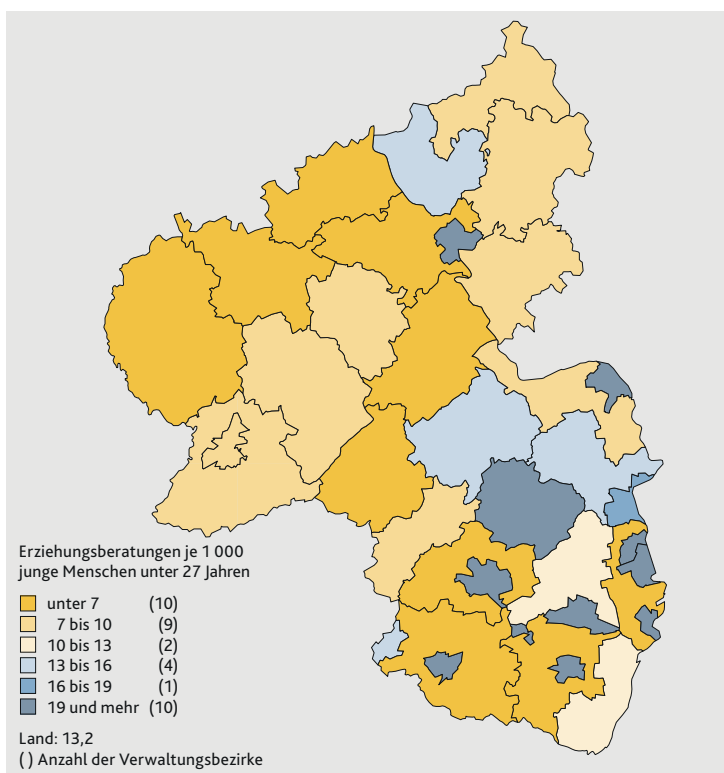 Erziehungsberatungen je 1 000
junge Menschen unter 27 Jahren
unter 7 (10)
7 bis 10 (9)
10 bis 13 (2)
13 bis 16 (4)
16 bis 19 (1)
19 und mehr (10)
Land: 13,2
( ) Anzahl der Verwaltungsbezirke